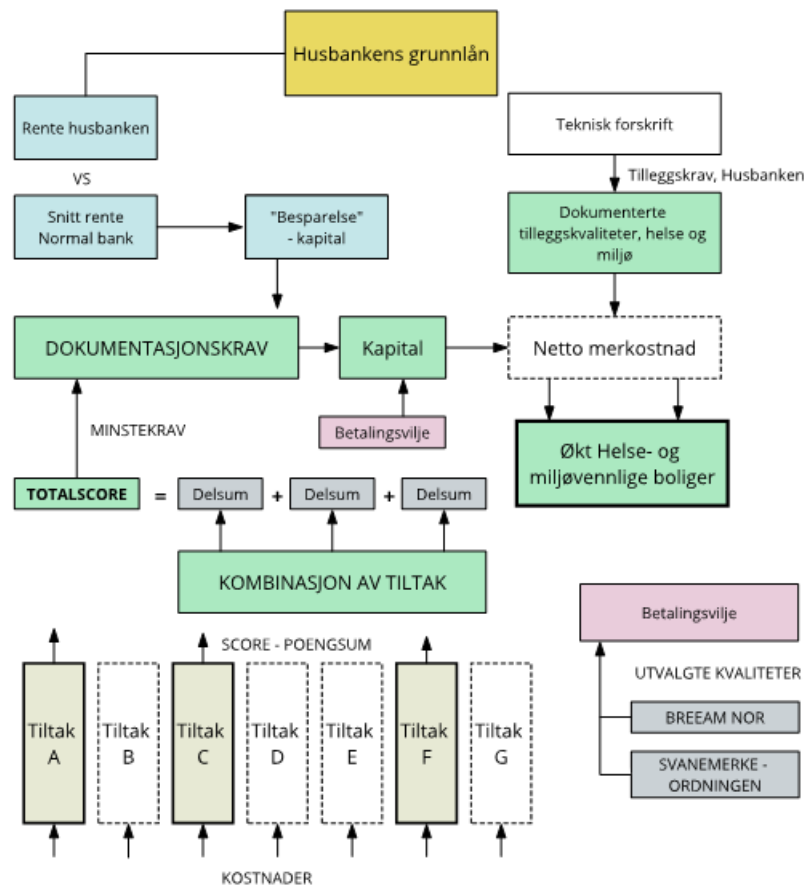 Husbankens grunnlån
Rente husbanken
Teknisk forskrift
VS
Tilleggskrav, Husbanken
Snitt rente
Normal bank
"Besparelse"
- kapital
Dokumenterte
tilleggskvaliteter, helse og
miljø
DOKUMENTASJONSKRAV
Kapital
Netto merkostnad
MINSTEKRAV
Betalingsvilje
Økt Helse- og
miljøvennlige boliger
TOTALSCORE = Delsum + Delsum + Delsum
KOMBINASJON AV TILTAK
Betalingsvilje
SCORE - POENGSUM
UTVALGTE KVALITETER
BREEAM NOR
SVANEMERKE -
ORDNINGEN
Tiltak
A
Tiltak
B
Tiltak
C
Tiltak
D
Tiltak
E
Tiltak
F
Tiltak
G
KOSTNADER